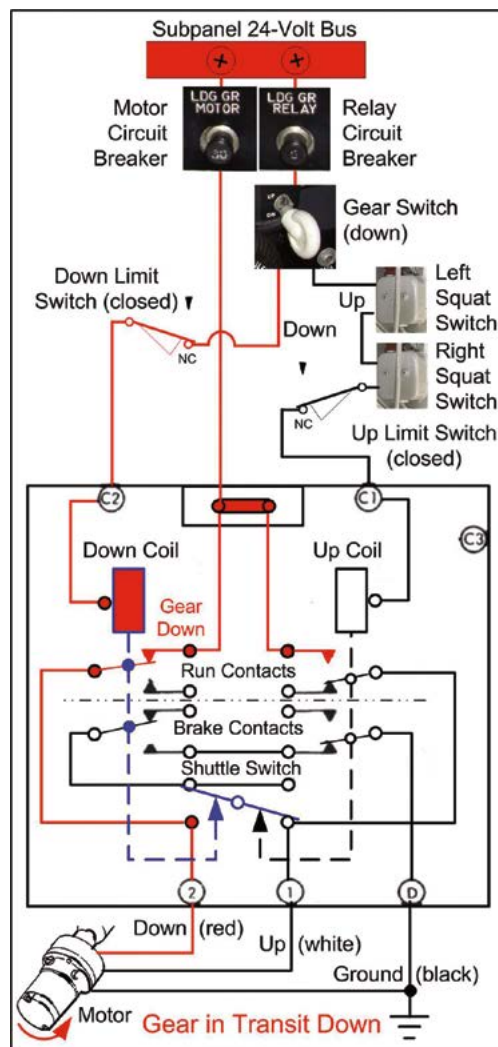 Subpanel 24-Volt Bus
Motor
Circuit
Breaker
LDG GR
MOTOR
30
LDG GR
RELAY
Relay
Circuit
Breaker
Gear Switch
(down)
Left
Squat
Switch
Up
Down Limit
Switch (closed)
Down
NC
Right
Squat
Switch
NC
Up Limit Switch
(closed)
C2
C1
C3
Down Coil
Up Coil
Gear
Down
Run Contacts
Brake Contacts
Shuttle Switch
2
1
D
Down (red)
Up (white)
Ground (black)
Motor
Gear in Transit Down